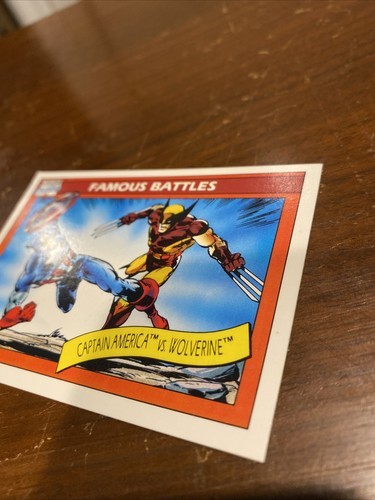 FAMOUS BATTLES
CAPTAIN AMERICA™ VS. WOLVERINE™